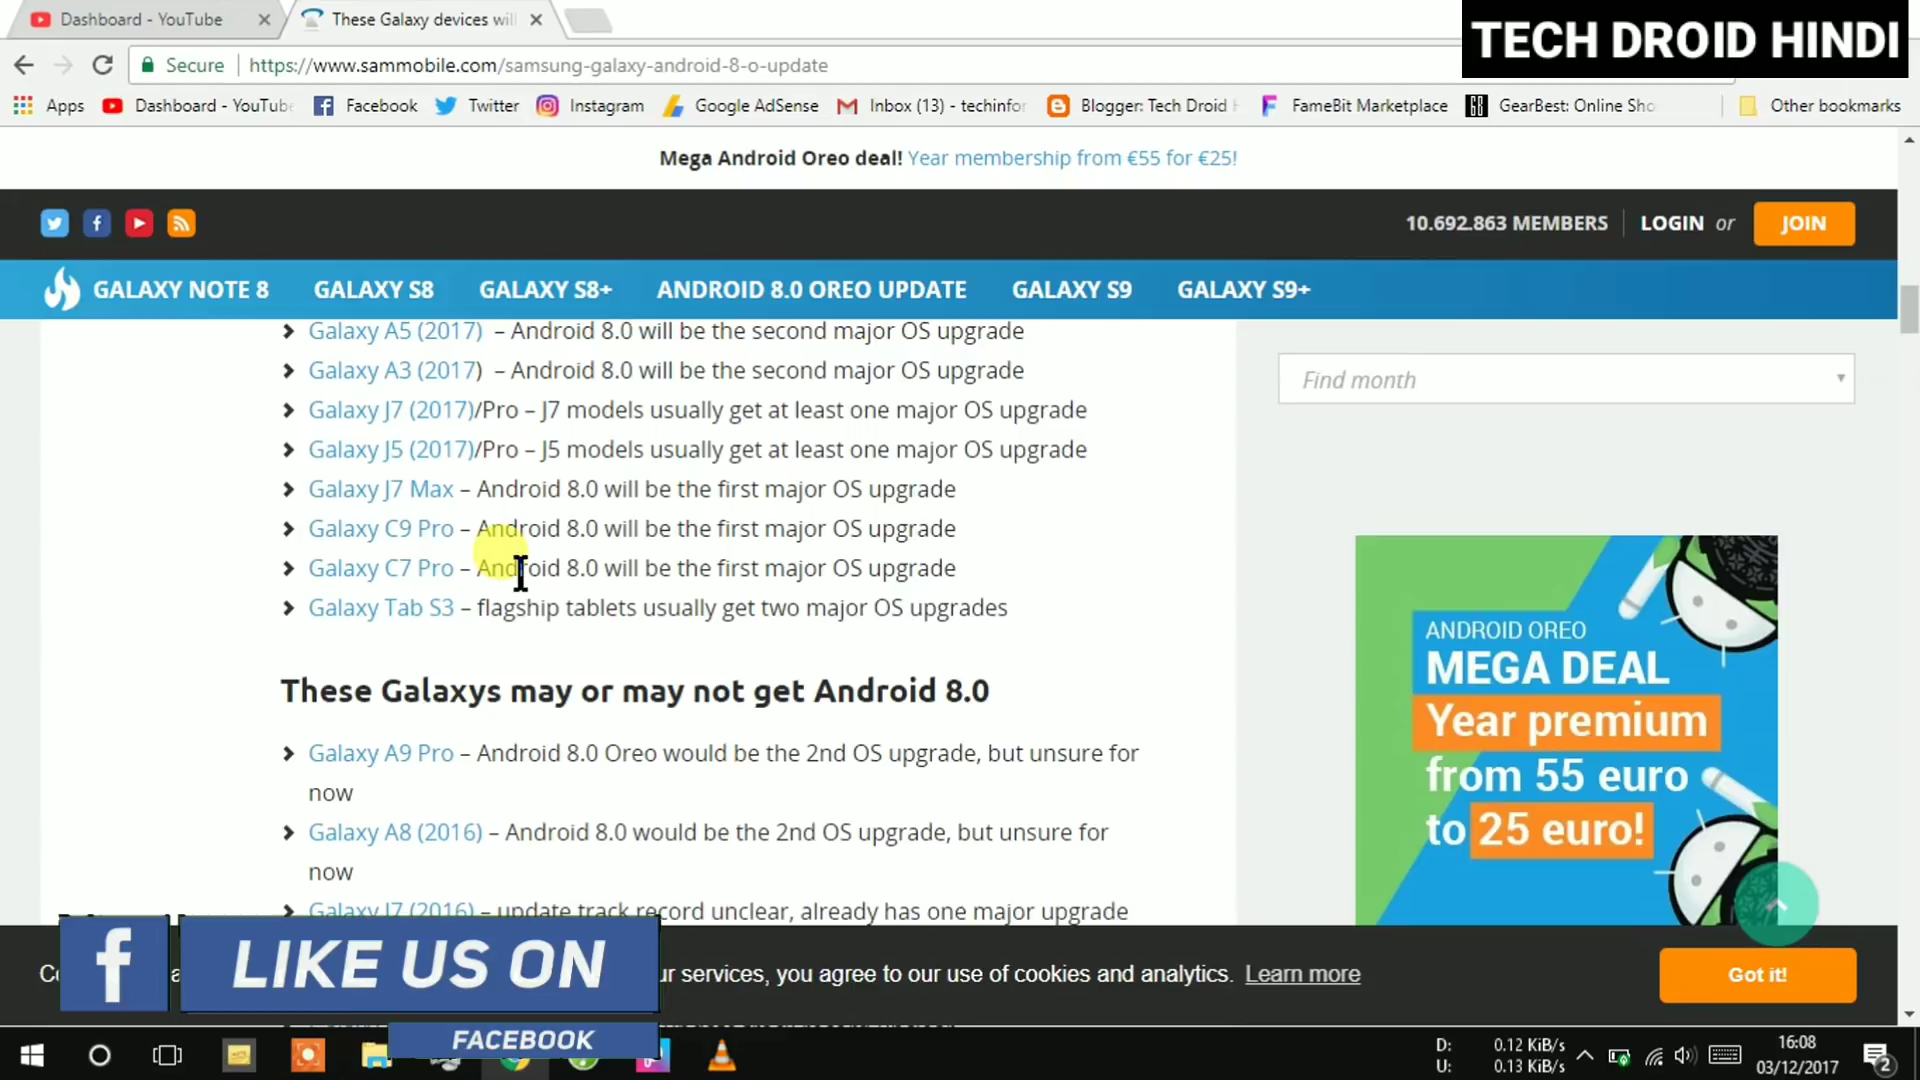 Dashboard - YouTube
These Galaxy devices wil
TECH DROID HINDI
Secure
https://www.sammobile.com/samsung-galaxy-android-8-o-update
Apps
Dashboard - YouTube
Facebook
Twitter
Instagram
Google AdSense
Inbox (13) - techinfor
Blogger: Tech Droid
FameBit Marketplace
GearBest: Online Sho
Other bookmarks
Mega Android Oreo deal! Year membership from €55 for €25!
10.692.863 MEMBERS
LOGIN or
JOIN
GALAXY NOTE 8
GALAXY S8
GALAXY S8+
ANDROID 8.0 OREO UPDATE
GALAXY S9
GALAXY S9+
Galaxy A5 (2017) – Android 8.0 will be the second major OS upgrade
Galaxy A3 (2017) – Android 8.0 will be the second major OS upgrade
Galaxy J7 (2017)/Pro – J7 models usually get at least one major OS upgrade
Galaxy J5 (2017)/Pro – J5 models usually get at least one major OS upgrade
Galaxy J7 Max – Android 8.0 will be the first major OS upgrade
Galaxy C9 Pro – Android 8.0 will be the first major OS upgrade
Galaxy C7 Pro – Android 8.0 will be the first major OS upgrade
Galaxy Tab S3 – flagship tablets usually get two major OS upgrades
These Galaxys may or may not get Android 8.0
Galaxy A9 Pro – Android 8.0 Oreo would be the 2nd OS upgrade, but unsure for
now
Galaxy A8 (2016) – Android 8.0 would be the 2nd OS upgrade, but unsure for
now
Galaxy J7 (2016) – update track record unclear, already has one major upgrade
Find month
ANDROID OREO
MEGA DEAL
Year premium
from 55 euro
to 25 euro!
f
LIKE US ON
FACEBOOK
services, you agree to our use of cookies and analytics. Learn more
Got it!
D: 0.12 KiB/s
U: 0.13 KiB/s
16:08
03/12/2017
2